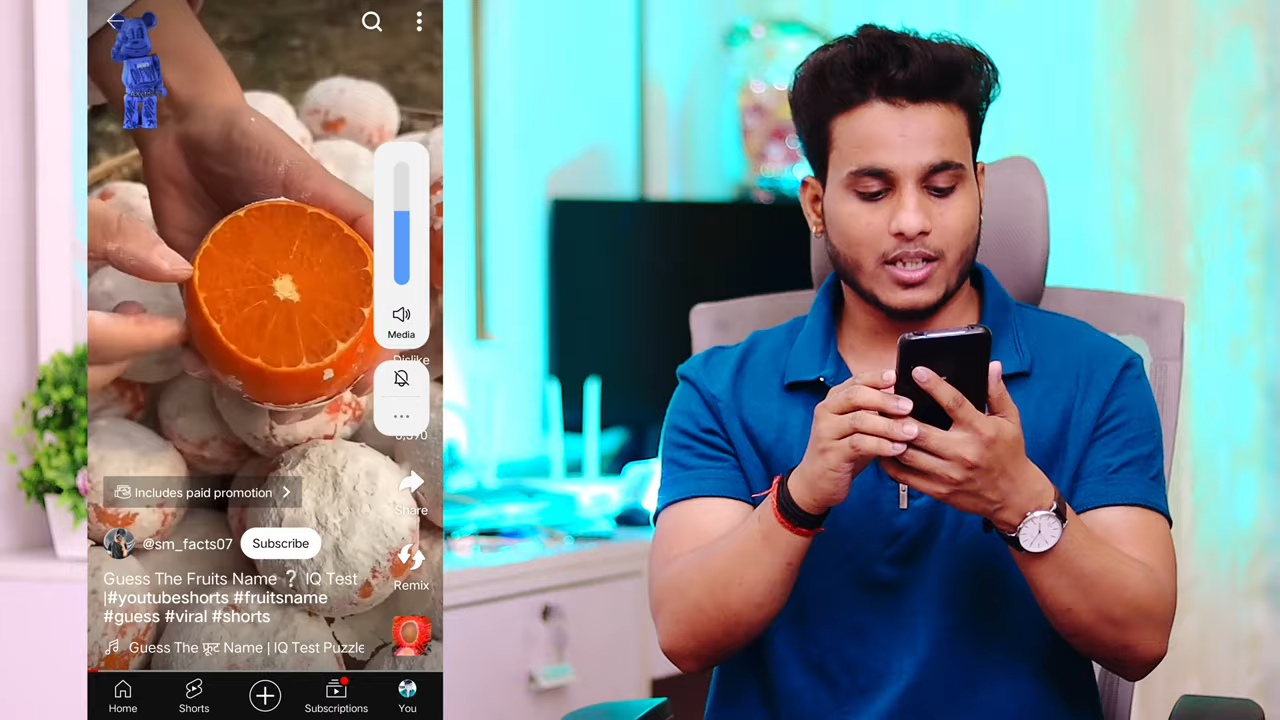 Media
Dislike
Includes paid promotion
Share
@sm_facts07
Subscribe
Guess The Fruits Name ❓ IQ Test
|#youtubeshorts #fruitsname
#guess #viral #shorts
Remix
Guess The फ्रूट Name | IQ Test Puzzle
Home
Shorts
Subscriptions
You